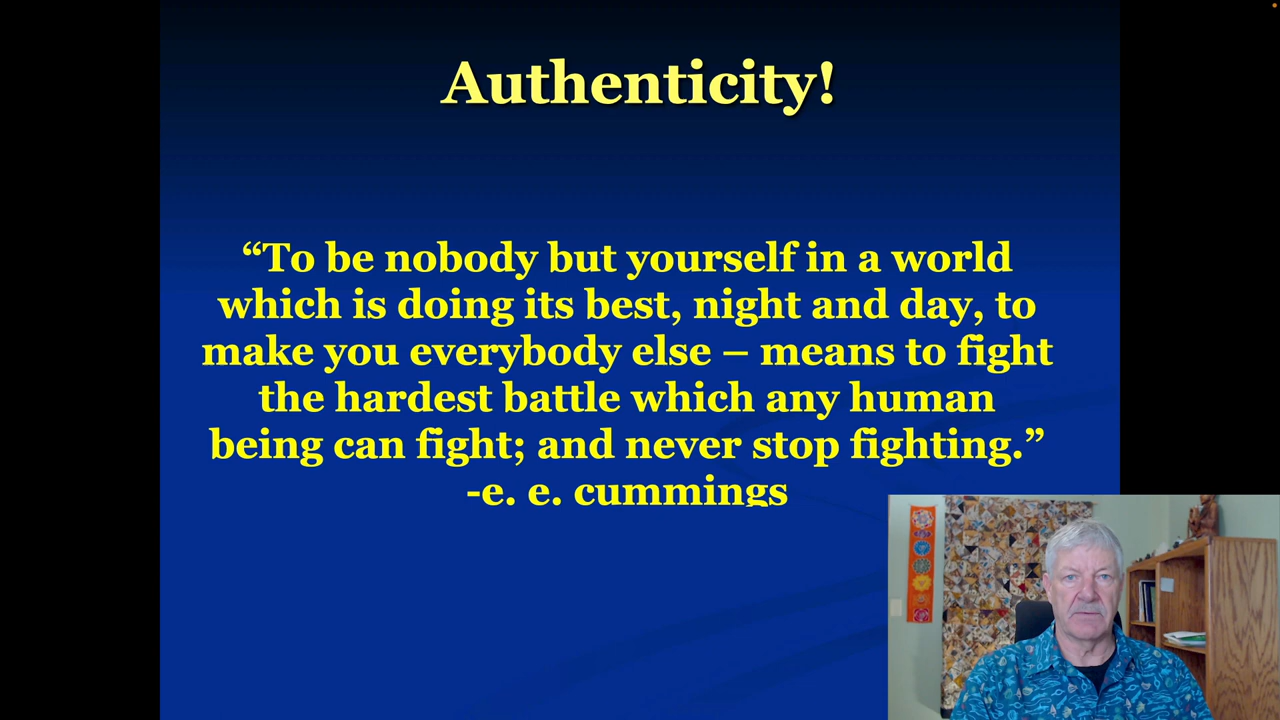 Authenticity!
“To be nobody but yourself in a world
which is doing its best, night and day, to
make you everybody else – means to fight
the hardest battle which any human
being can fight; and never stop fighting.”
-e. e. cummings